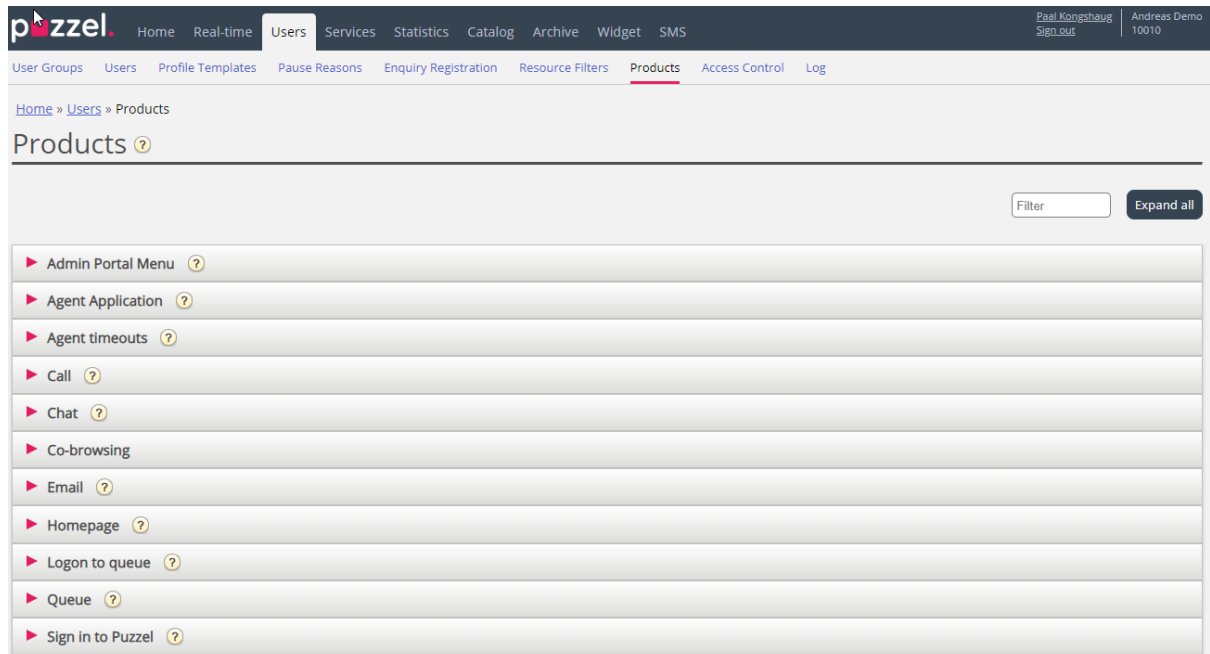 puzzel. Home Real-time Users Services Statistics Catalog Archive Widget SMS
Paal Kongshaug Andreas Demo
Sign out 10010
User Groups Users Profile Templates Pause Reasons Enquiry Registration Resource Filters Products Access Control Log
Home » Users » Products
Products ?
Filter Expand all
Admin Portal Menu ?
Agent Application ?
Agent timeouts ?
Call ?
Chat ?
Co-browsing
Email ?
Homepage ?
Logon to queue ?
Queue ?
Sign in to Puzzel ?